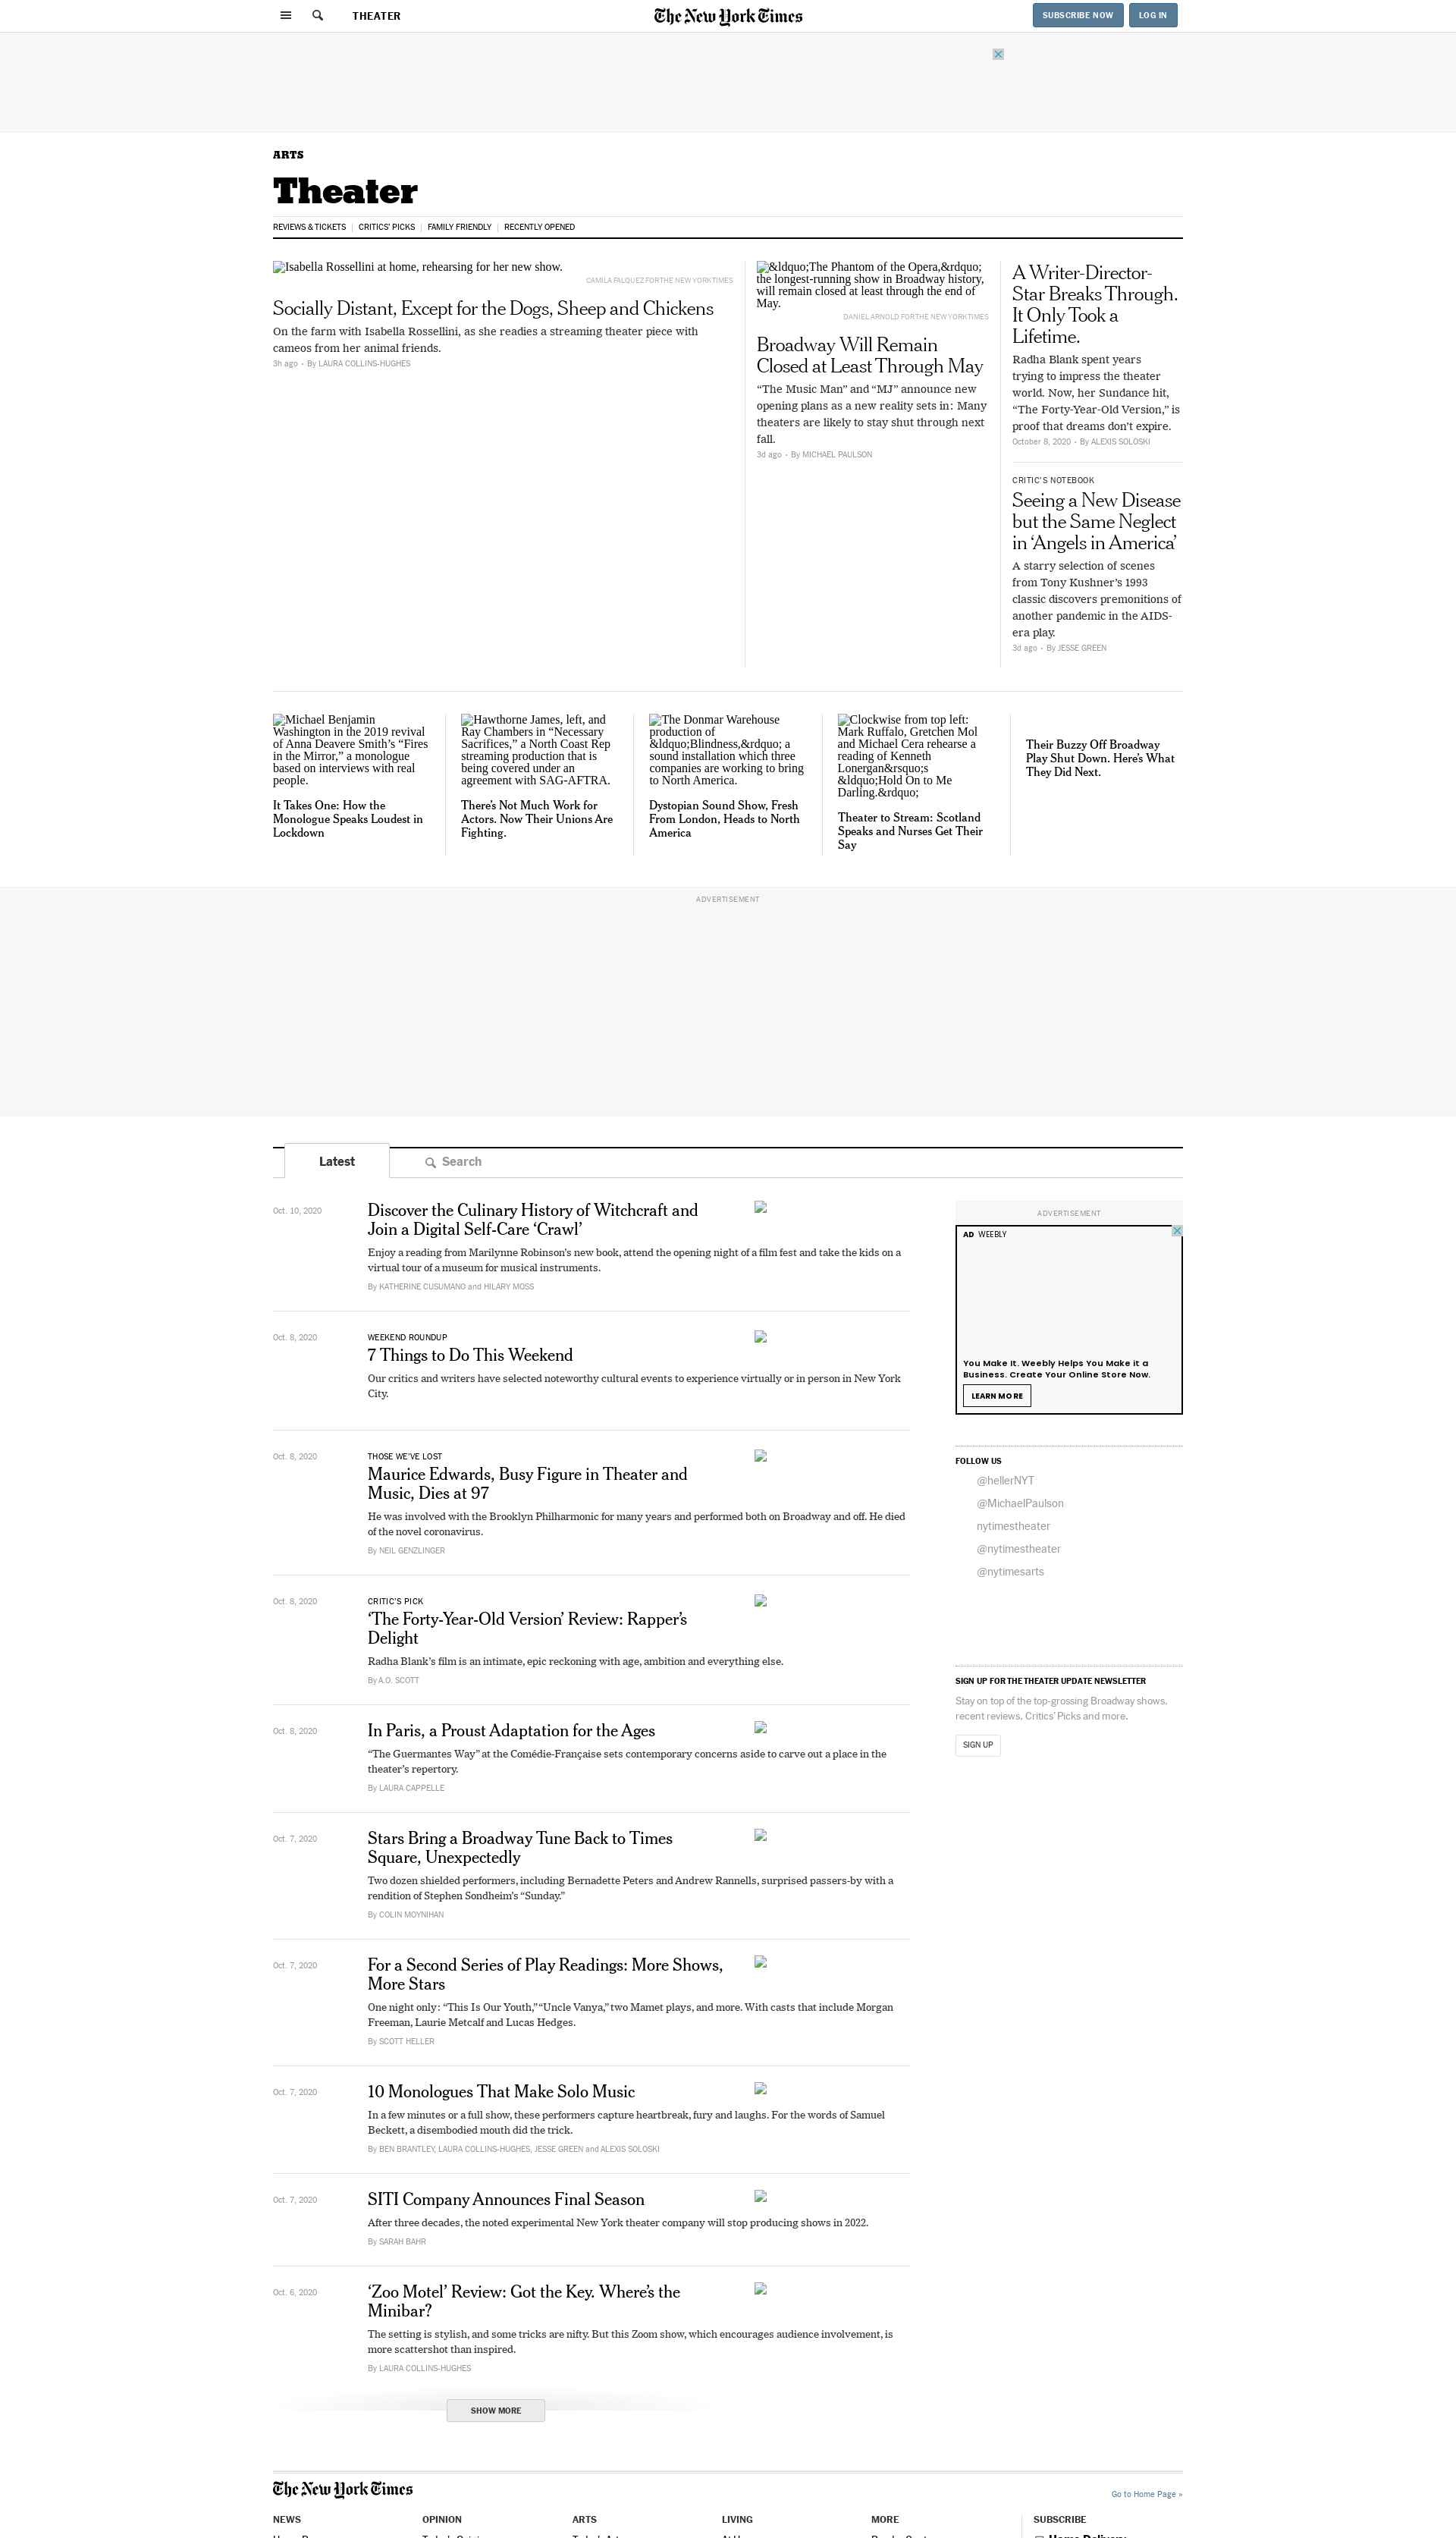 THEATER
The New York Times
SUBSCRIBE NOW
LOG IN
ARTS
Theater
REVIEWS & TICKETS
CRITICS' PICKS
FAMILY FRIENDLY
RECENTLY OPENED
Isabella Rossellini at home, rehearsing for her new show.
CAMILA FALQUEZ FOR THE NEW YORK TIMES
Socially Distant, Except for the Dogs, Sheep and Chickens
On the farm with Isabella Rossellini, as she readies a streaming theater piece with
cameos from her animal friends.
3h ago • By LAURA COLLINS-HUGHES
&ldquo;The Phantom of the Opera,&rdquo;
the longest-running show in Broadway history,
will remain closed at least through the end of
May.
DANIEL ARNOLD FOR THE NEW YORK TIMES
Broadway Will Remain
Closed at Least Through May
“The Music Man” and “MJ” announce new
opening plans as a new reality sets in: Many
theaters are likely to stay shut through next
fall.
3d ago • By MICHAEL PAULSON
A Writer-Director-
Star Breaks Through.
It Only Took a
Lifetime.
Radha Blank spent years
trying to impress the theater
world. Now, her Sundance hit,
“The Forty-Year-Old Version,” is
proof that dreams don’t expire.
October 8, 2020 • By ALEXIS SOLOSKI
CRITIC’S NOTEBOOK
Seeing a New Disease
but the Same Neglect
in ‘Angels in America’
A starry selection of scenes
from Tony Kushner’s 1993
classic discovers premonitions of
another pandemic in the AIDS-
era play.
3d ago • By JESSE GREEN
Michael Benjamin
Washington in the 2019 revival
of Anna Deavere Smith’s “Fires
in the Mirror,” a monologue
based on interviews with real
people.
It Takes One: How the
Monologue Speaks Loudest in
Lockdown
Hawthorne James, left, and
Ray Chambers in “Necessary
Sacrifices,” a North Coast Rep
streaming production that is
being covered under an
agreement with SAG-AFTRA.
There’s Not Much Work for
Actors. Now Their Unions Are
Fighting.
The Donmar Warehouse
production of
&ldquo;Blindness,&rdquo; a
sound installation which three
companies are working to bring
to North America.
Dystopian Sound Show, Fresh
From London, Heads to North
America
Clockwise from top left:
Mark Ruffalo, Gretchen Mol
and Michael Cera rehearse a
reading of Kenneth
Lonergan&rsquo;s
&ldquo;Hold On to Me
Darling.&rdquo;
Theater to Stream: Scotland
Speaks and Nurses Get Their
Say
Their Buzzy Off Broadway
Play Shut Down. Here’s What
They Did Next.
ADVERTISEMENT
Latest
Search
Oct. 10, 2020
Discover the Culinary History of Witchcraft and
Join a Digital Self-Care ‘Crawl’
Enjoy a reading from Marilynne Robinson’s new book, attend the opening night of a film fest and take the kids on a
virtual tour of a museum for musical instruments.
By KATHERINE CUSUMANO and HILARY MOSS
Oct. 8, 2020
WEEKEND ROUNDUP
7 Things to Do This Weekend
Our critics and writers have selected noteworthy cultural events to experience virtually or in person in New York
City.
Oct. 8, 2020
THOSE WE’VE LOST
Maurice Edwards, Busy Figure in Theater and
Music, Dies at 97
He was involved with the Brooklyn Philharmonic for many years and performed both on Broadway and off. He died
of the novel coronavirus.
By NEIL GENZLINGER
Oct. 8, 2020
CRITIC’S PICK
‘The Forty-Year-Old Version’ Review: Rapper’s
Delight
Radha Blank’s film is an intimate, epic reckoning with age, ambition and everything else.
By A.O. SCOTT
Oct. 8, 2020
In Paris, a Proust Adaptation for the Ages
“The Guermantes Way” at the Comédie-Française sets contemporary concerns aside to carve out a place in the
theater’s repertory.
By LAURA CAPPELLE
Oct. 7, 2020
Stars Bring a Broadway Tune Back to Times
Square, Unexpectedly
Two dozen shielded performers, including Bernadette Peters and Andrew Rannells, surprised passers-by with a
rendition of Stephen Sondheim’s “Sunday.”
By COLIN MOYNIHAN
Oct. 7, 2020
For a Second Series of Play Readings: More Shows,
More Stars
One night only: “This Is Our Youth,” “Uncle Vanya,” two Mamet plays, and more. With casts that include Morgan
Freeman, Laurie Metcalf and Lucas Hedges.
By SCOTT HELLER
Oct. 7, 2020
10 Monologues That Make Solo Music
In a few minutes or a full show, these performers capture heartbreak, fury and laughs. For the words of Samuel
Beckett, a disembodied mouth did the trick.
By BEN BRANTLEY, LAURA COLLINS-HUGHES, JESSE GREEN and ALEXIS SOLOSKI
Oct. 7, 2020
SITI Company Announces Final Season
After three decades, the noted experimental New York theater company will stop producing shows in 2022.
By SARAH BAHR
Oct. 6, 2020
‘Zoo Motel’ Review: Got the Key. Where’s the
Minibar?
The setting is stylish, and some tricks are nifty. But this Zoom show, which encourages audience involvement, is
more scattershot than inspired.
By LAURA COLLINS-HUGHES
SHOW MORE
ADVERTISEMENT
AD WEEBLY
You Make It. Weebly Helps You Make it a
Business. Create Your Online Store Now.
LEARN MORE
FOLLOW US
@hellerNYT
@MichaelPaulson
nytimestheater
@nytimestheater
@nytimesarts
SIGN UP FOR THE THEATER UPDATE NEWSLETTER
Stay on top of the top-grossing Broadway shows,
recent reviews, Critics’ Picks and more.
SIGN UP
The New York Times
Go to Home Page »
NEWS
OPINION
ARTS
LIVING
MORE
SUBSCRIBE